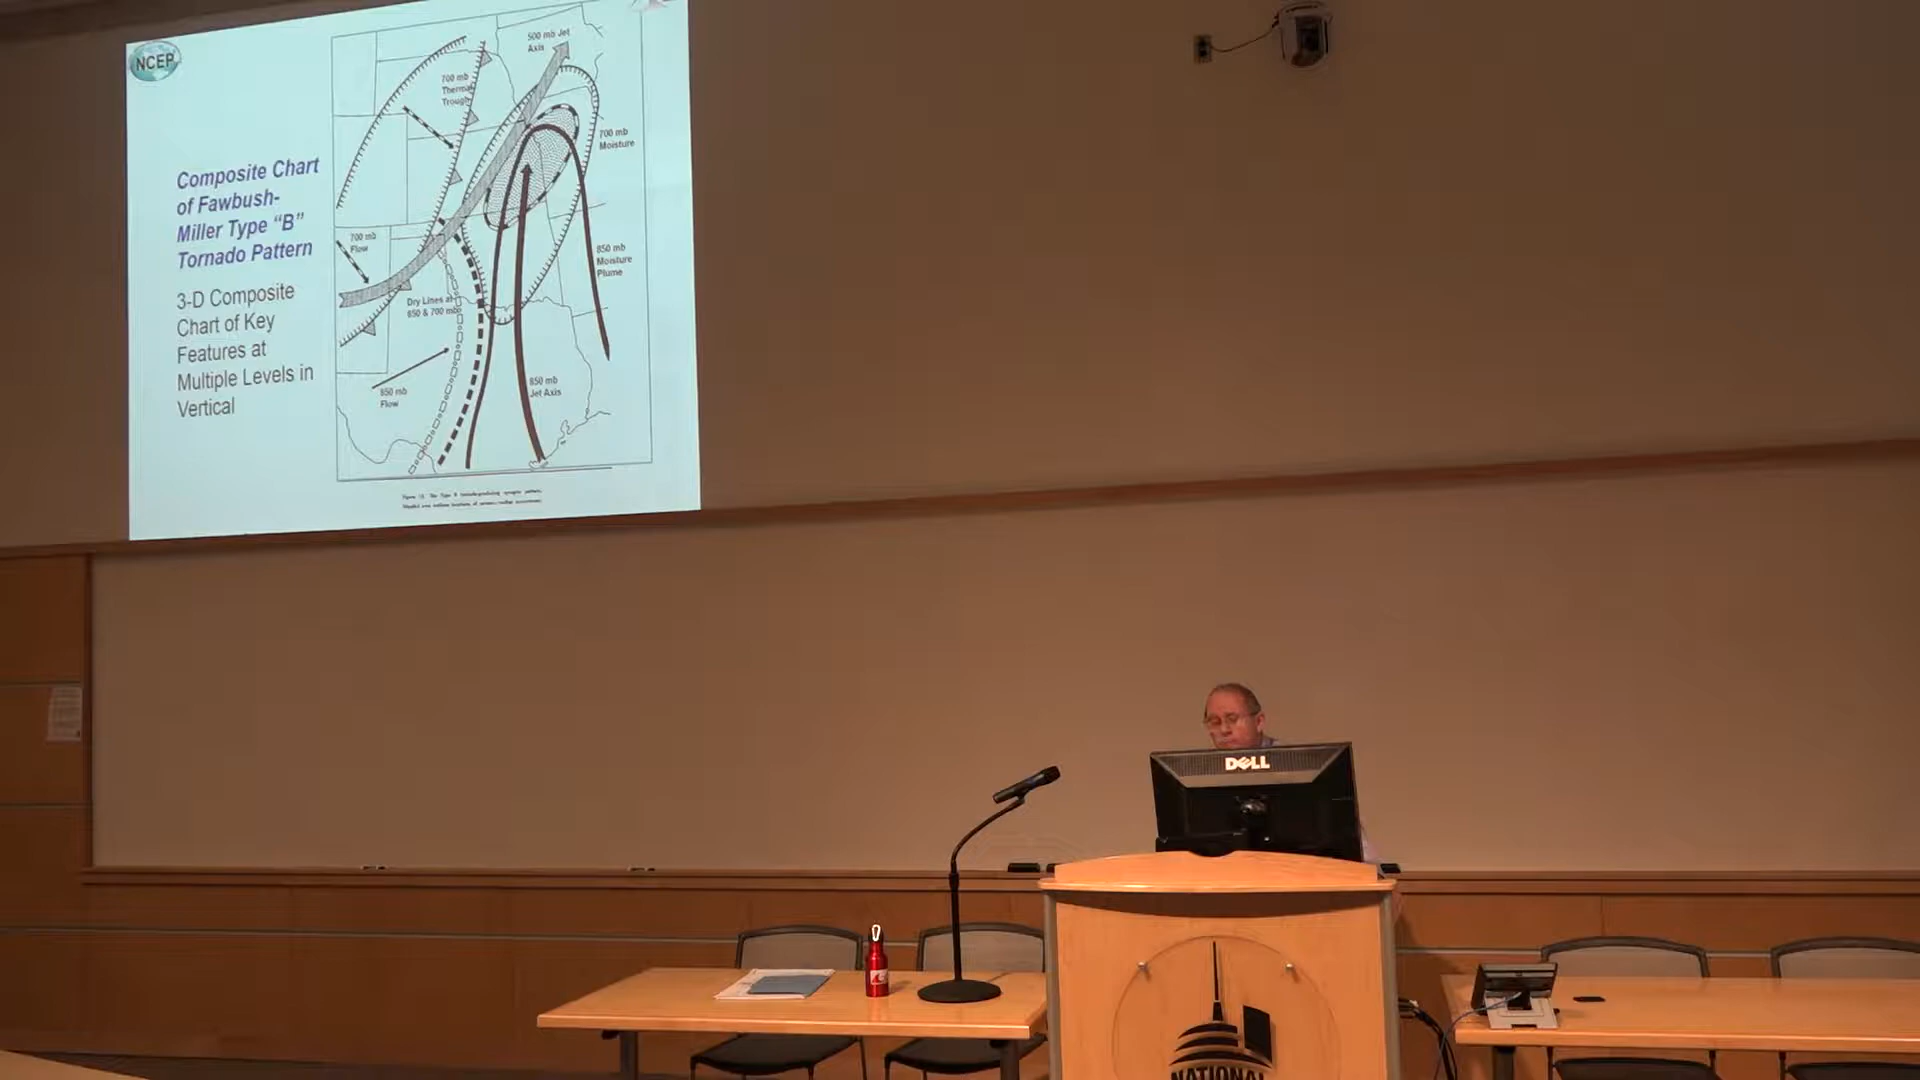 NCEP
Composite Chart
of Fawbush-
Miller Type “B”
Tornado Pattern
3-D Composite
Chart of Key
Features at
Multiple Levels in
Vertical
500 mb Jet
Axis
700 mb
Thermal
Trough
700 mb
Moisture
700 mb
Flow
850 mb
Moisture
Plume
Dry Lines at
850 & 700 mb
850 mb
Flow
850 mb
Jet Axis
DELL
NATIONAL